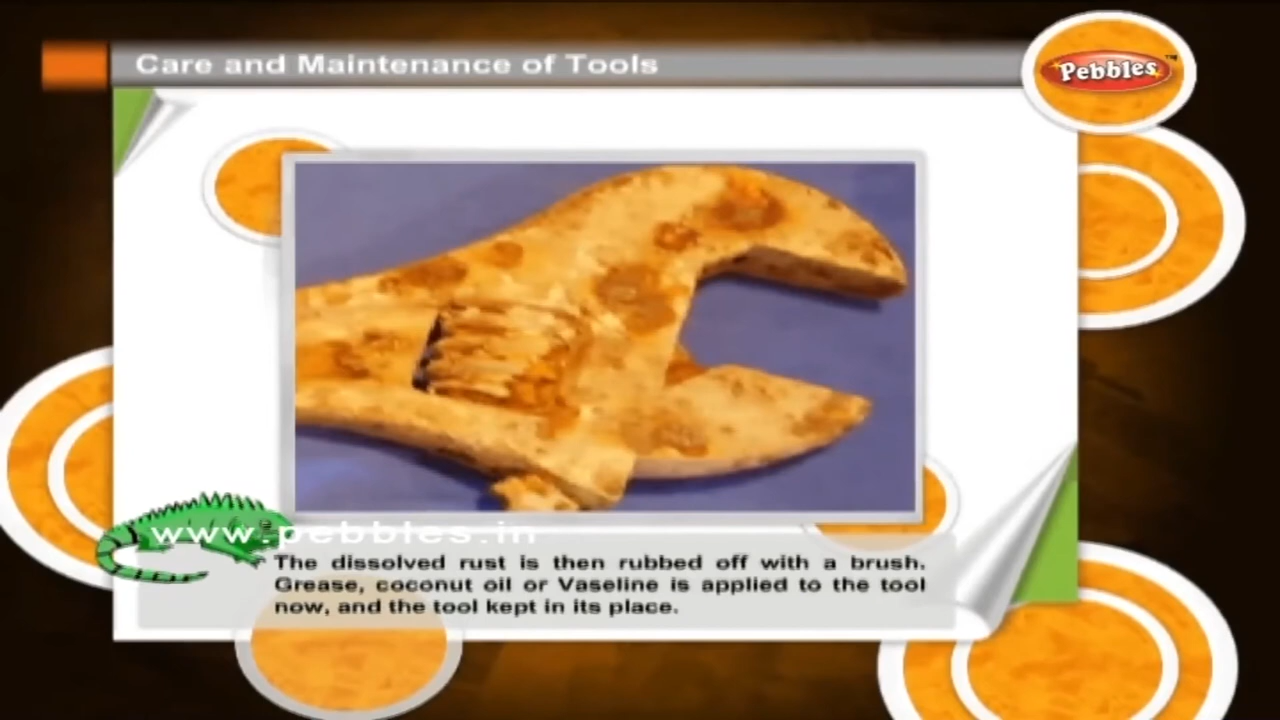 Care and Maintenance of Tools
Pebbles™
www.pebbles.in
The dissolved rust is then rubbed off with a brush.
Grease, coconut oil or Vaseline is applied to the tool
now, and the tool kept in its place.